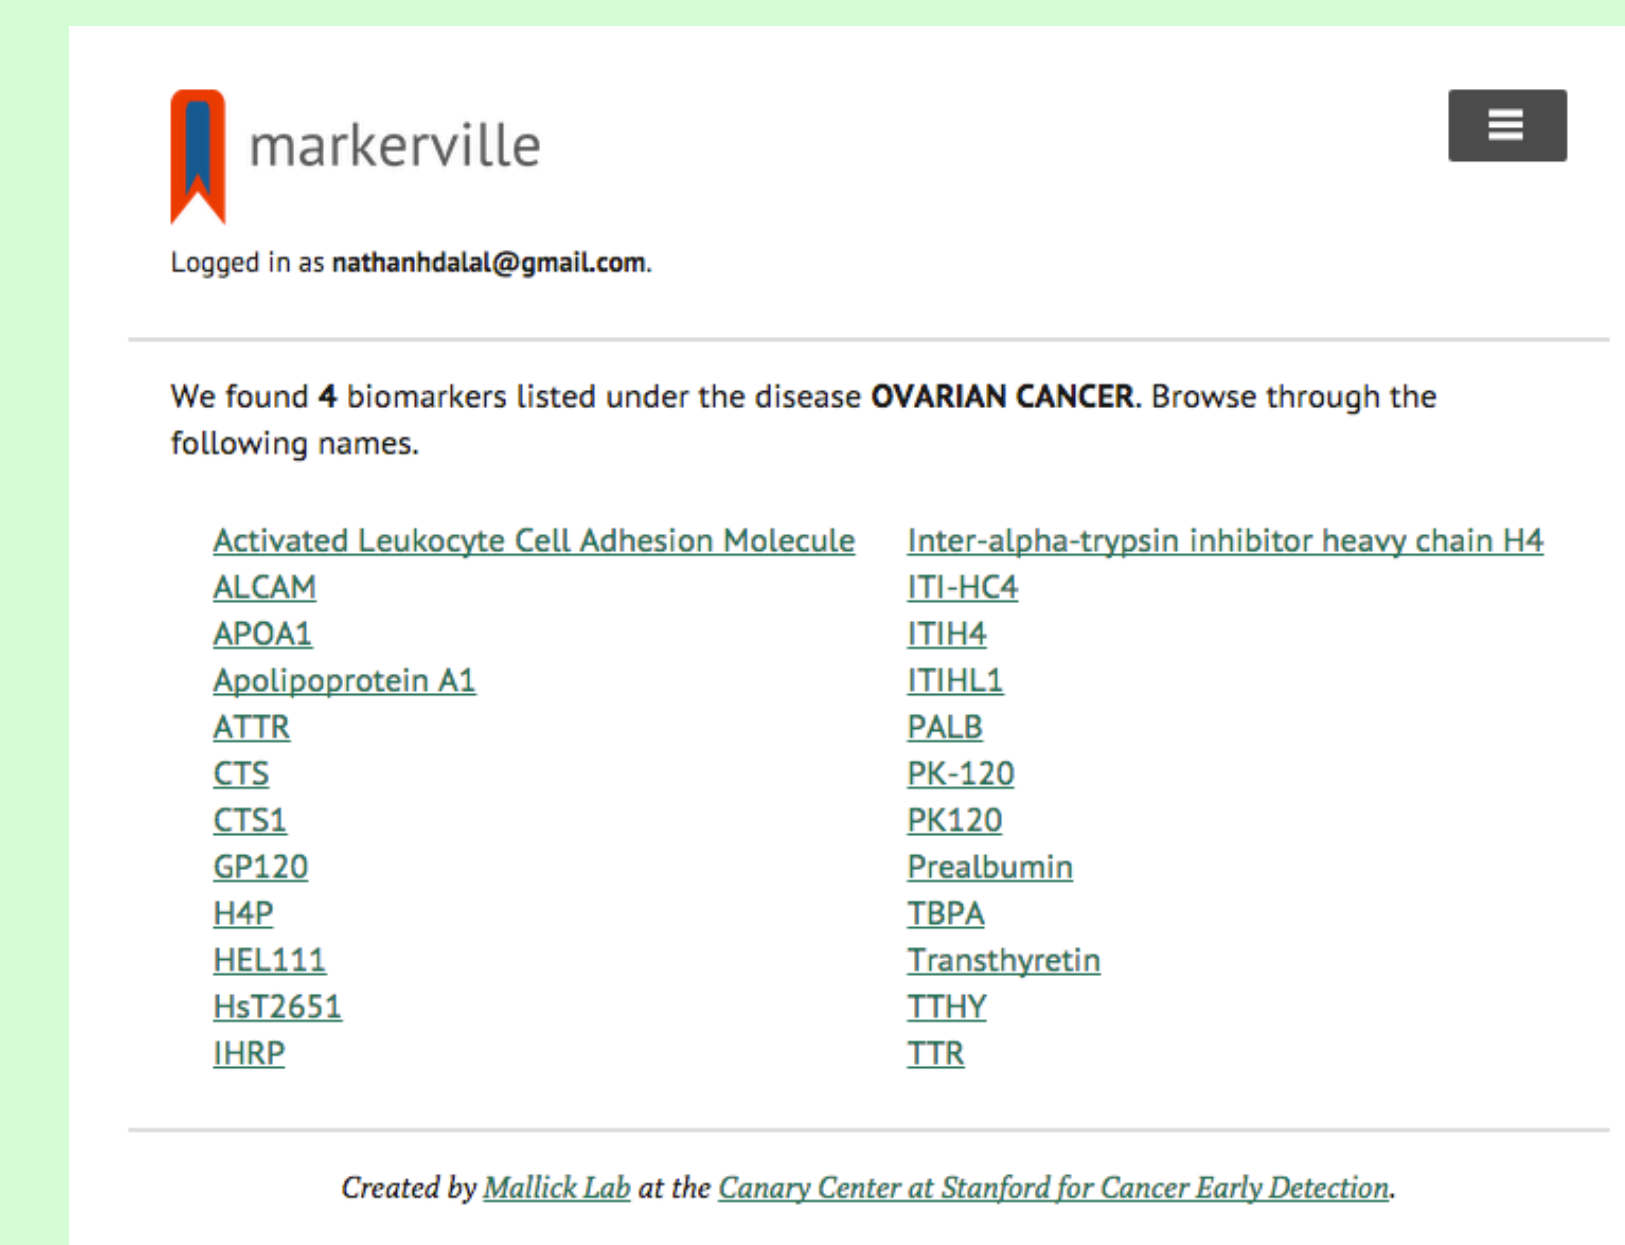 markerville
Logged in as nathanhdalal@gmail.com.
We found 4 biomarkers listed under the disease OVARIAN CANCER. Browse through the
following names.
Activated Leukocyte Cell Adhesion Molecule
ALCAM
APOA1
Apolipoprotein A1
ATTR
CTS
CTS1
GP120
H4P
HEL111
HsT2651
IHRP
Inter-alpha-trypsin inhibitor heavy chain H4
ITI-HC4
ITIH4
ITIHL1
PALB
PK-120
PK120
Prealbumin
TBPA
Transthyretin
TTHY
TTR
Created by Mallick Lab at the Canary Center at Stanford for Cancer Early Detection.